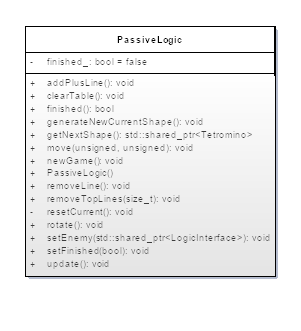 PassiveLogic
- finished_: bool = false
+ addPlusLine(): void
+ clearTable(): void
+ finished(): bool
+ generateNewCurrentShape(): void
+ getNextShape(): std::shared_ptr<Tetromino>
+ move(unsigned, unsigned): void
+ newGame(): void
+ PassiveLogic()
+ removeLine(): void
+ removeTopLines(size_t): void
- resetCurrent(): void
+ rotate(): void
+ setEnemy(std::shared_ptr<LogicInterface>): void
+ setFinished(bool): void
+ update(): void